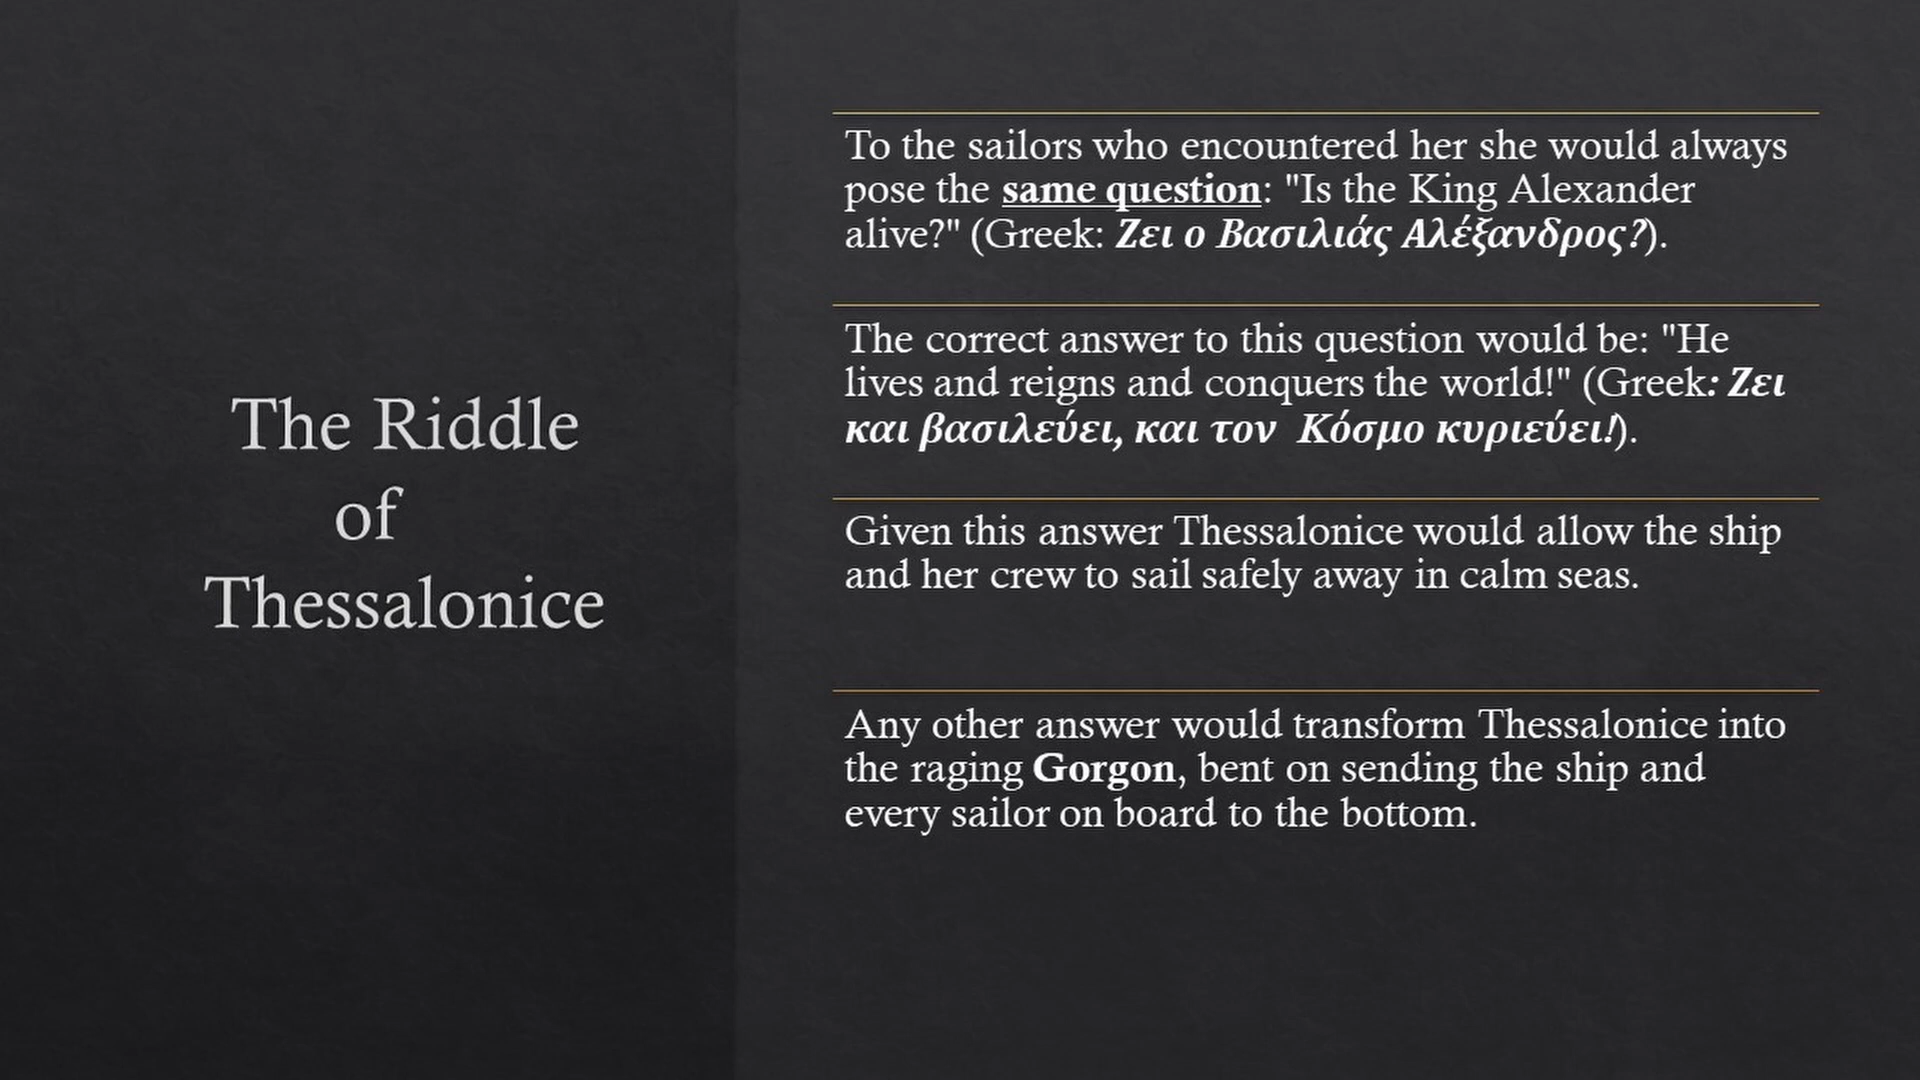 The Riddle
of
Thessalonice
To the sailors who encountered her she would always
pose the same question: "Is the King Alexander
alive?" (Greek: Ζει ο Βασιλιάς Αλέξανδρος?).
The correct answer to this question would be: "He
lives and reigns and conquers the world!" (Greek: Ζει
και βασιλεύει, και τον  Κόσμο κυριεύει!).
Given this answer Thessalonice would allow the ship
and her crew to sail safely away in calm seas.
Any other answer would transform Thessalonice into
the raging Gorgon, bent on sending the ship and
every sailor on board to the bottom.